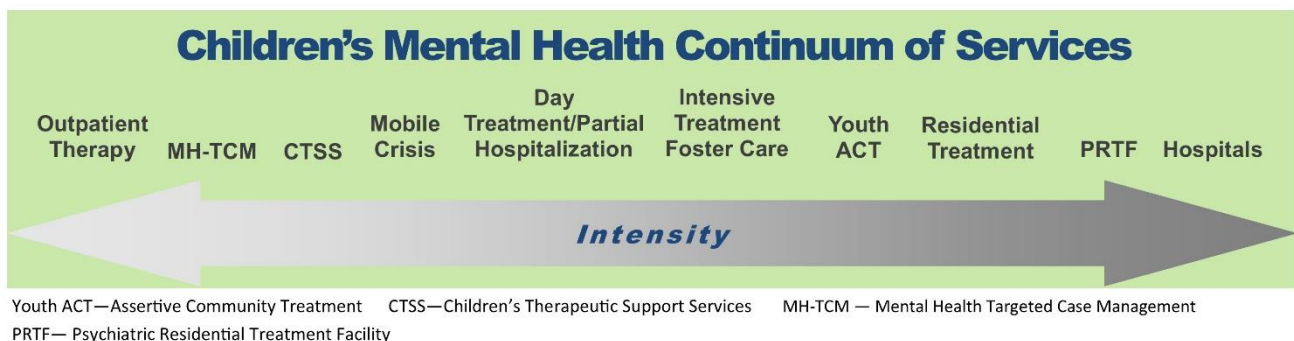 Children's Mental Health Continuum of Services
Outpatient
Therapy
MH-TCM
CTSS
Mobile
Crisis
Day
Treatment/Partial
Hospitalization
Intensive
Treatment
Foster Care
Youth
ACT
Residential
Treatment
PRTF
Hospitals
Intensity
Youth ACT—Assertive Community Treatment CTSS—Children's Therapeutic Support Services MH-TCM — Mental Health Targeted Case Management
PRTF— Psychiatric Residential Treatment Facility